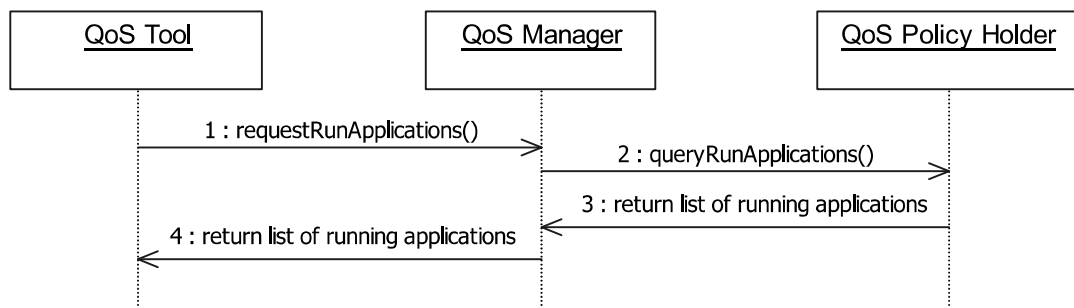 QoS Tool
QoS Manager
QoS Policy Holder
1 : requestRunApplications()
2 : queryRunApplications()
3 : return list of running applications
4 : return list of running applications